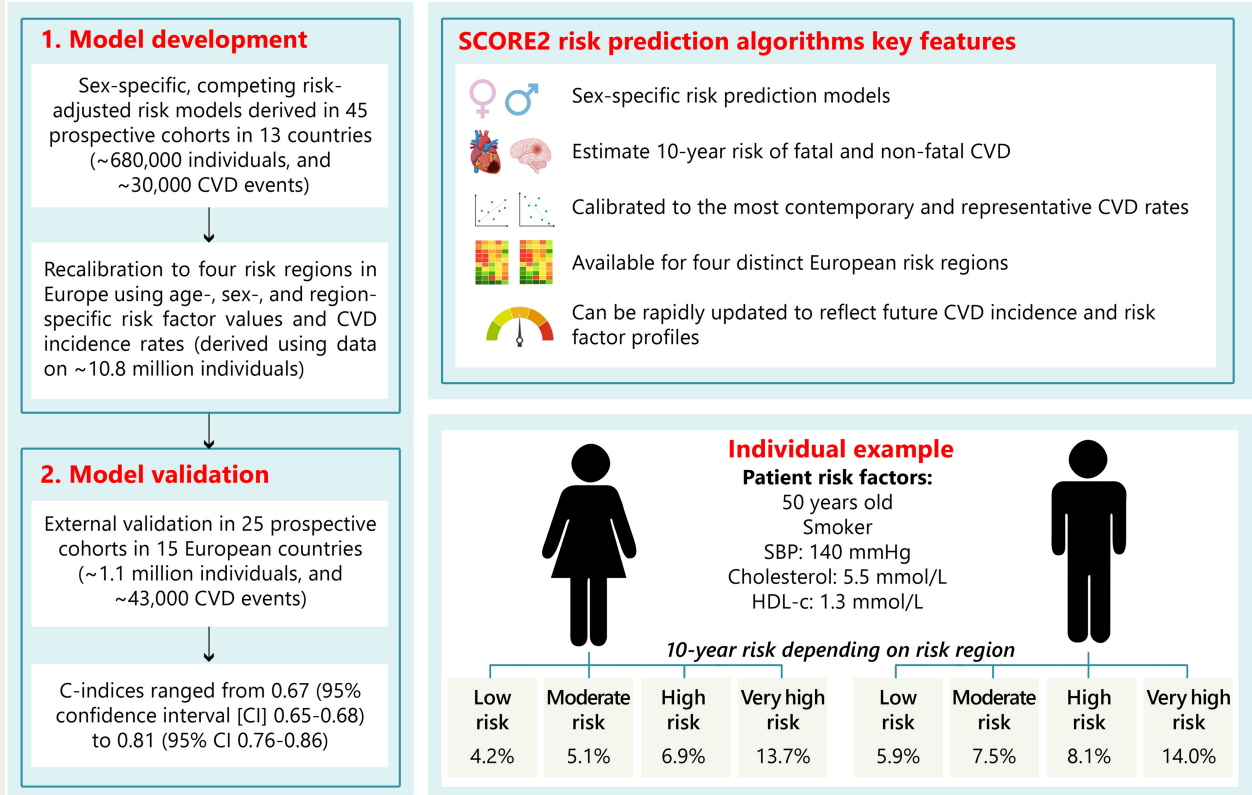 1. Model development
Sex-specific, competing risk-
adjusted risk models derived in 45
prospective cohorts in 13 countries
(~680,000 individuals, and
~30,000 CVD events)
Recalibration to four risk regions in
Europe using age-, sex-, and region-
specific risk factor values and CVD
incidence rates (derived using data
on ~10.8 million individuals)
2. Model validation
External validation in 25 prospective
cohorts in 15 European countries
(~1.1 million individuals, and
~43,000 CVD events)
C-indices ranged from 0.67 (95%
confidence interval [CI] 0.65-0.68)
to 0.81 (95% CI 0.76-0.86)
SCORE2 risk prediction algorithms key features
Sex-specific risk prediction models
Estimate 10-year risk of fatal and non-fatal CVD
Calibrated to the most contemporary and representative CVD rates
Available for four distinct European risk regions
Can be rapidly updated to reflect future CVD incidence and risk
factor profiles
Individual example
Patient risk factors:
50 years old
Smoker
SBP: 140 mmHg
Cholesterol: 5.5 mmol/L
HDL-c: 1.3 mmol/L
10-year risk depending on risk region
Low
risk
4.2%
Moderate
risk
5.1%
High
risk
6.9%
Very high
risk
13.7%
Low
risk
5.9%
Moderate
risk
7.5%
High
risk
8.1%
Very high
risk
14.0%